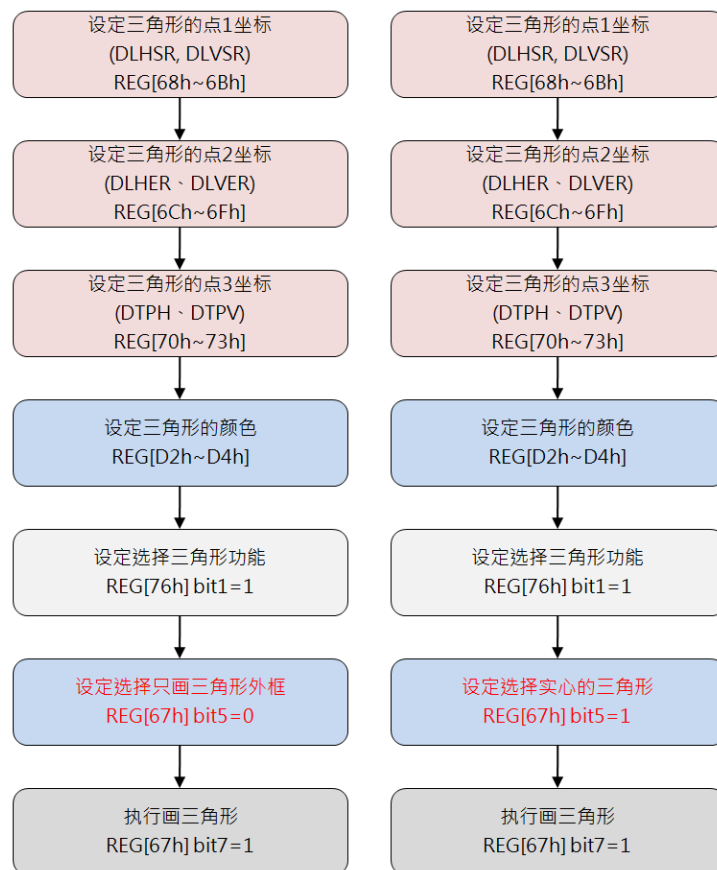 设定三角形的点1坐标
(DLHSR, DLVSR)
REG[68h~6Bh]
设定三角形的点2坐标
(DLHER、DLVER)
REG[6Ch~6Fh]
设定三角形的点3坐标
(DTPH、DTPV)
REG[70h~73h]
设定三角形的颜色
REG[D2h~D4h]
设定选择三角形功能
REG[76h] bit1=1
设定选择只画三角形外框
REG[67h] bit5=0
执行画三角形
REG[67h] bit7=1
设定三角形的点1坐标
(DLHSR, DLVSR)
REG[68h~6Bh]
设定三角形的点2坐标
(DLHER、DLVER)
REG[6Ch~6Fh]
设定三角形的点3坐标
(DTPH、DTPV)
REG[70h~73h]
设定三角形的颜色
REG[D2h~D4h]
设定选择三角形功能
REG[76h] bit1=1
设定选择实心的三角形
REG[67h] bit5=1
执行画三角形
REG[67h] bit7=1